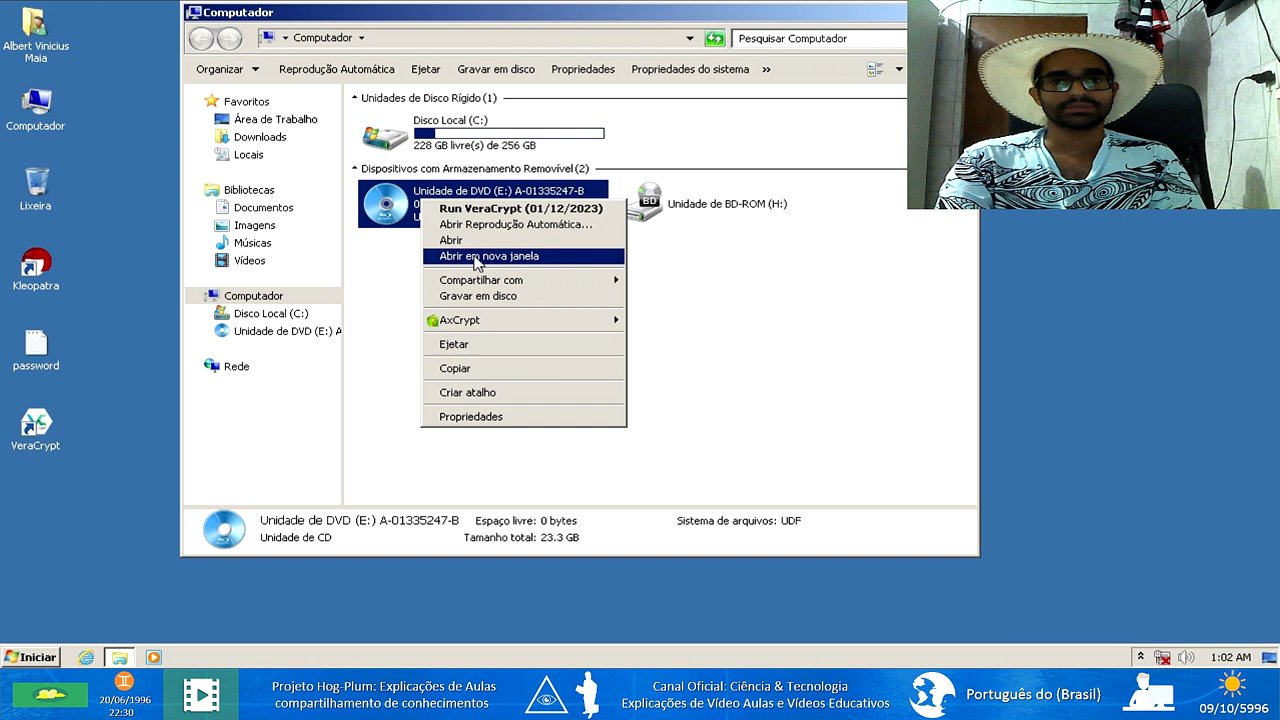 Albert Vinicius
Maia
Computador
Lixeira
Kleopatra
password
VeraCrypt
Computador
Computador
Pesquisar Computador
Organizar
Reprodução Automática
Ejetar
Gravar em disco
Propriedades
Propriedades do sistema
»
Favoritos
Área de Trabalho
Downloads
Locais
Bibliotecas
Documentos
Imagens
Músicas
Vídeos
Computador
Disco Local (C:)
Unidade de DVD (E:) A
Rede
Unidades de Disco Rígido (1)
Disco Local (C:)
228 GB livre(s) de 256 GB
Dispositivos com Armazenamento Removível (2)
Unidade de DVD (E:) A-01335247-B
BD
Unidade de BD-ROM (H:)
Run VeraCrypt (01/12/2023)
Abrir Reprodução Automática...
Abrir
Abrir em nova janela
Compartilhar com
Gravar em disco
AxCrypt
Ejetar
Copiar
Criar atalho
Propriedades
Unidade de DVD (E:) A-01335247-B
Espaço livre: 0 bytes
Sistema de arquivos: UDF
Unidade de CD
Tamanho total: 23.3 GB
Iniciar
1:02 AM
20/06/1996
22:30
Projeto Hog-Plum: Explicações de Aulas
compartilhamento de conhecimentos
Canal Oficial: Ciência & Tecnologia
Explicações de Vídeo Aulas e Vídeos Educativos
Português do (Brasil)
09/10/5996